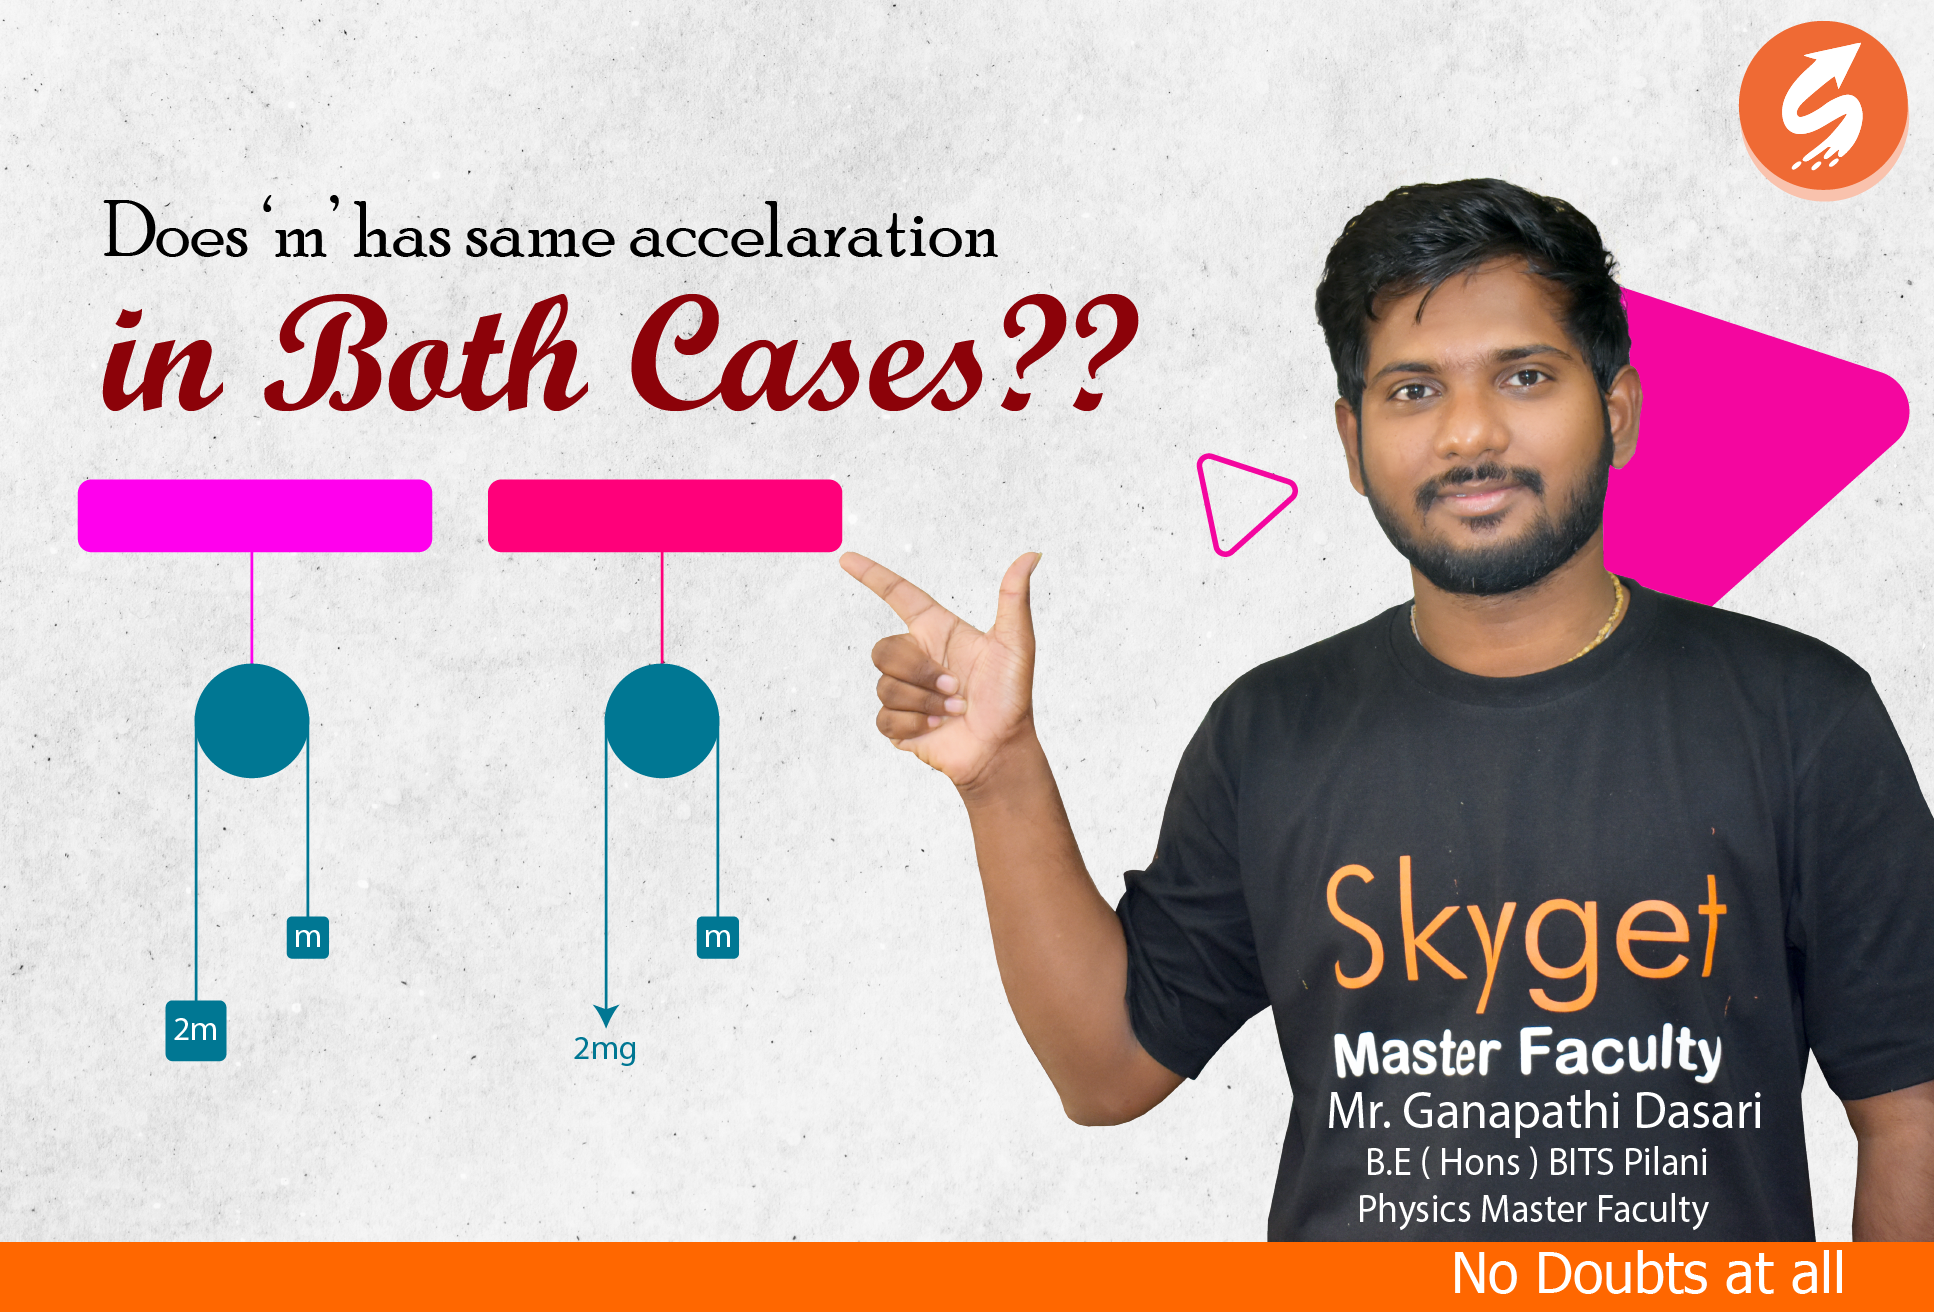 Does ‘m’ has same accelaration
in Both Cases??
m
m
2m
2mg
Skyget
Master Faculty
Mr. Ganapathi Dasari
B.E ( Hons ) BITS Pilani
Physics Master Faculty
No Doubts at all